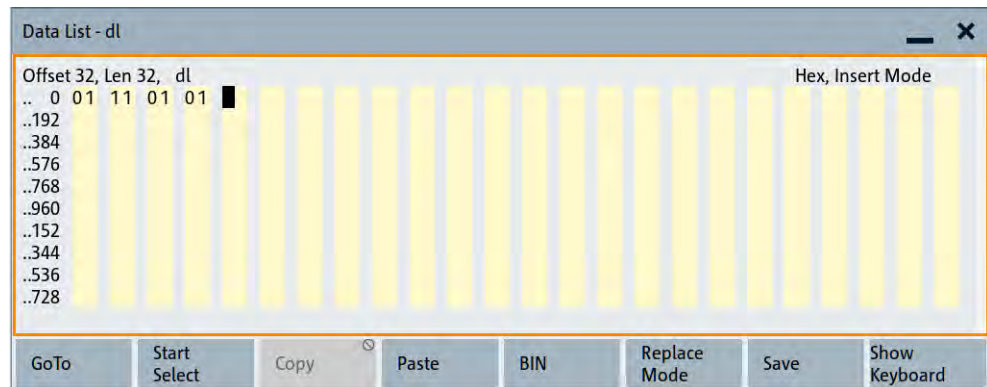 Data List - dl
Offset 32, Len 32, dl Hex, Insert Mode
.. 0 01 11 01 01
..192
..384
..576
..768
..960
..152
..344
..536
..728
GoTo
Start
Select
Copy
Paste
BIN
Replace
Mode
Save
Show
Keyboard